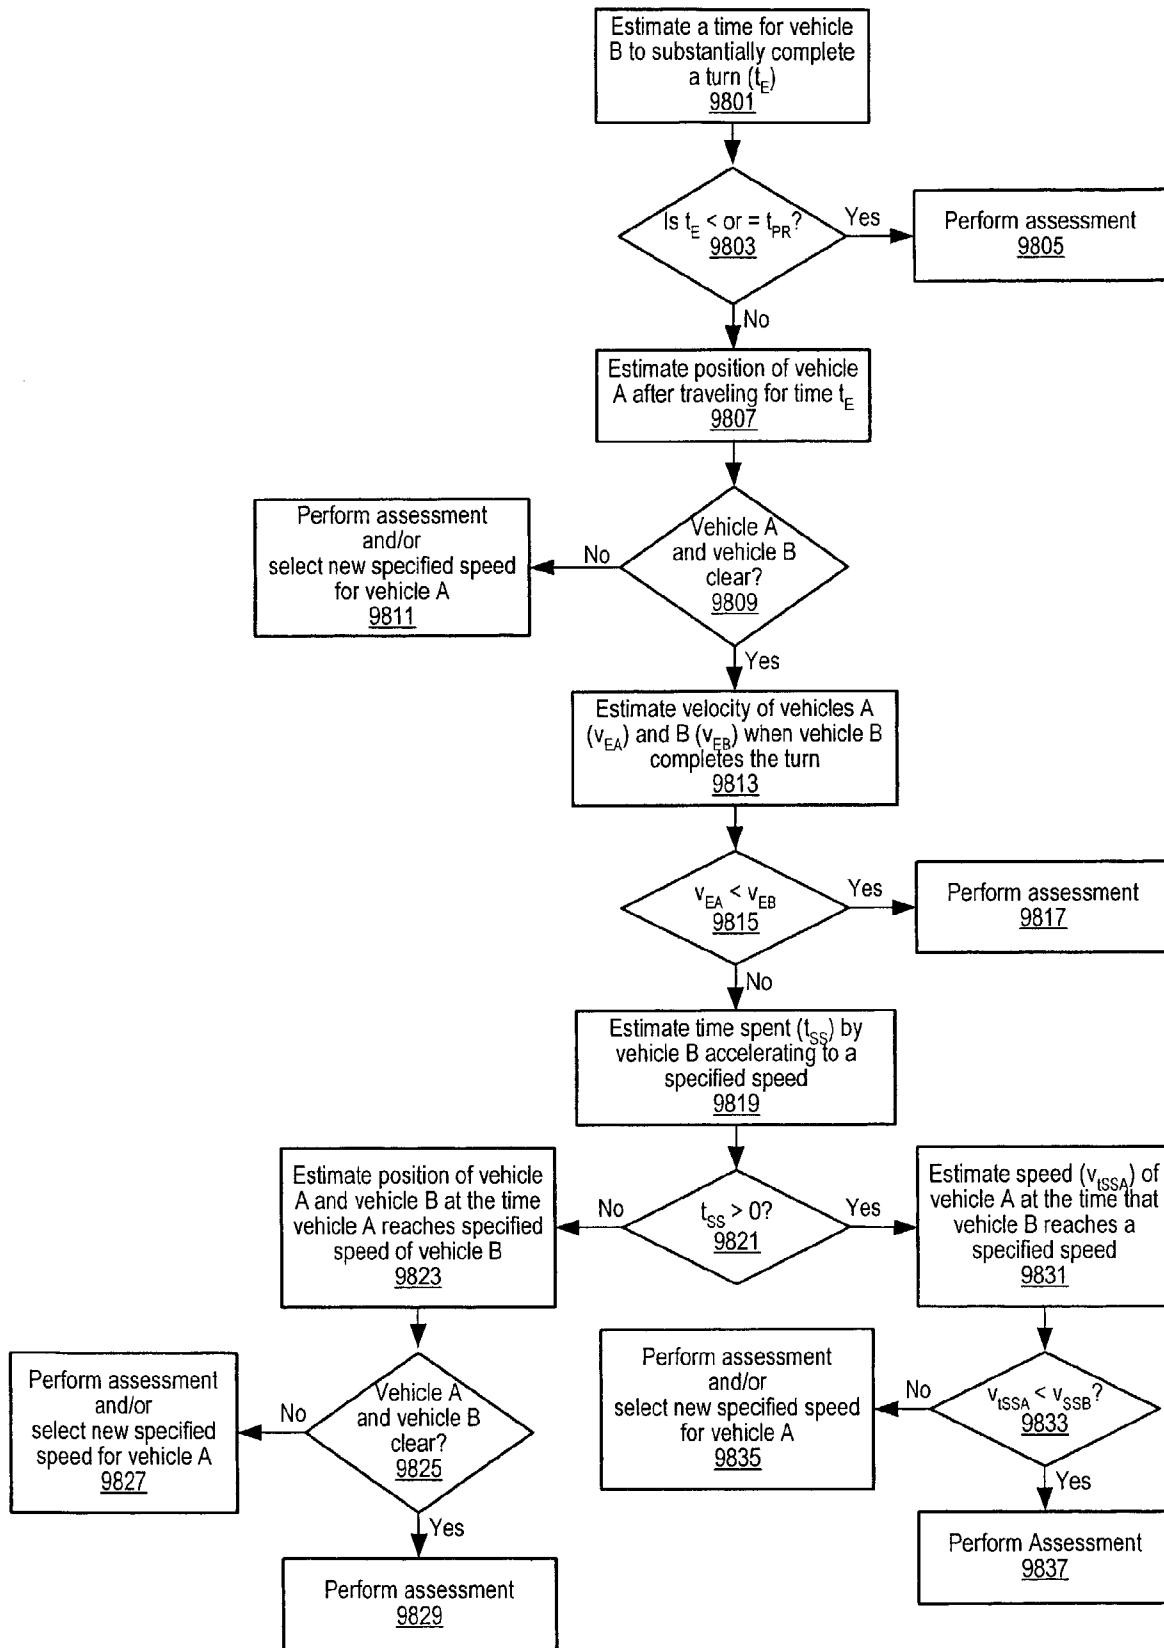 Estimate a time for vehicle
B to substantially complete
a turn (tE)
9801
Is tE < or = tPR?
9803
Yes
Perform assessment
9805
No
Estimate position of vehicle
A after traveling for time tE
9807
Vehicle A
and vehicle B
clear?
9809
No
Perform assessment
and/or
select new specified speed
for vehicle A
9811
Yes
Estimate velocity of vehicles A
(vEA) and B (vEB) when vehicle B
completes the turn
9813
vEA < vEB
9815
Yes
Perform assessment
9817
No
Estimate time spent (tSS) by
vehicle B accelerating to a
specified speed
9819
tSS > 0?
9821
No
Estimate position of vehicle
A and vehicle B at the time
vehicle A reaches specified
speed of vehicle B
9823
Yes
Estimate speed (vtSSA) of
vehicle A at the time that
vehicle B reaches a
specified speed
9831
Vehicle A
and vehicle B
clear?
9825
No
Perform assessment
and/or
select new specified
speed for vehicle A
9827
Yes
Perform assessment
9829
vtSSA < vSSB?
9833
No
Perform assessment
and/or
select new specified speed
for vehicle A
9835
Yes
Perform Assessment
9837